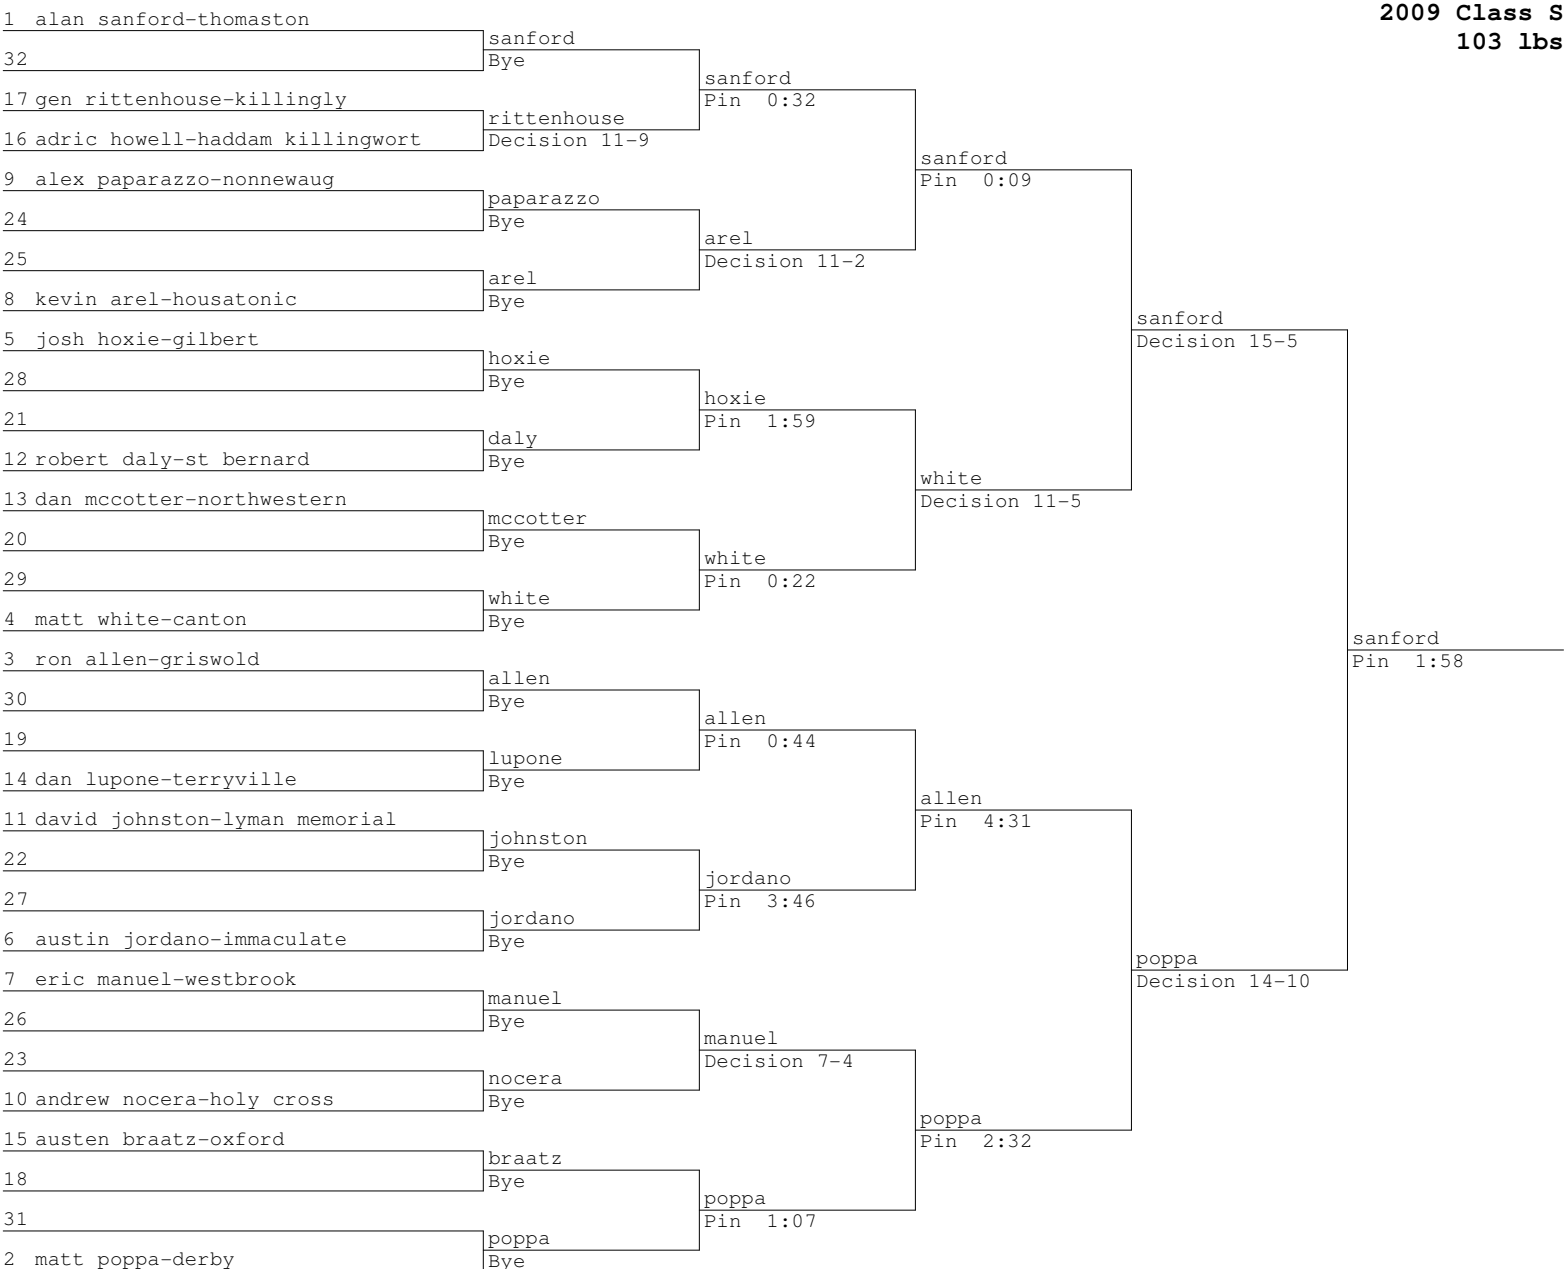 2009 Class S
103 lbs
1 alan sanford-thomaston
32
17 gen rittenhouse-killingly
16 adric howell-haddam killingwort
9 alex paparazzo-nonnewaug
24
25
8 kevin arel-housatonic
5 josh hoxie-gilbert
28
21
12 robert daly-st bernard
13 dan mccotter-northwestern
20
29
4 matt white-canton
3 ron allen-griswold
30
19
14 dan lupone-terryville
11 david johnston-lyman memorial
22
27
6 austin jordano-immaculate
7 eric manuel-westbrook
26
23
10 andrew nocera-holy cross
15 austen braatz-oxford
18
31
2 matt poppa-derby
sanford
Bye
rittenhouse
Decision 11-9
paparazzo
Bye
arel
Bye
hoxie
Bye
daly
Bye
mccotter
Bye
white
Bye
allen
Bye
lupone
Bye
johnston
Bye
jordano
Bye
manuel
Bye
nocera
Bye
braatz
Bye
poppa
Bye
sanford
Pin 0:32
arel
Decision 11-2
hoxie
Pin 1:59
white
Pin 0:22
allen
Pin 0:44
jordano
Pin 3:46
manuel
Decision 7-4
poppa
Pin 1:07
sanford
Pin 0:09
white
Decision 11-5
allen
Pin 4:31
poppa
Pin 2:32
sanford
Decision 15-5
poppa
Decision 14-10
sanford
Pin 1:58